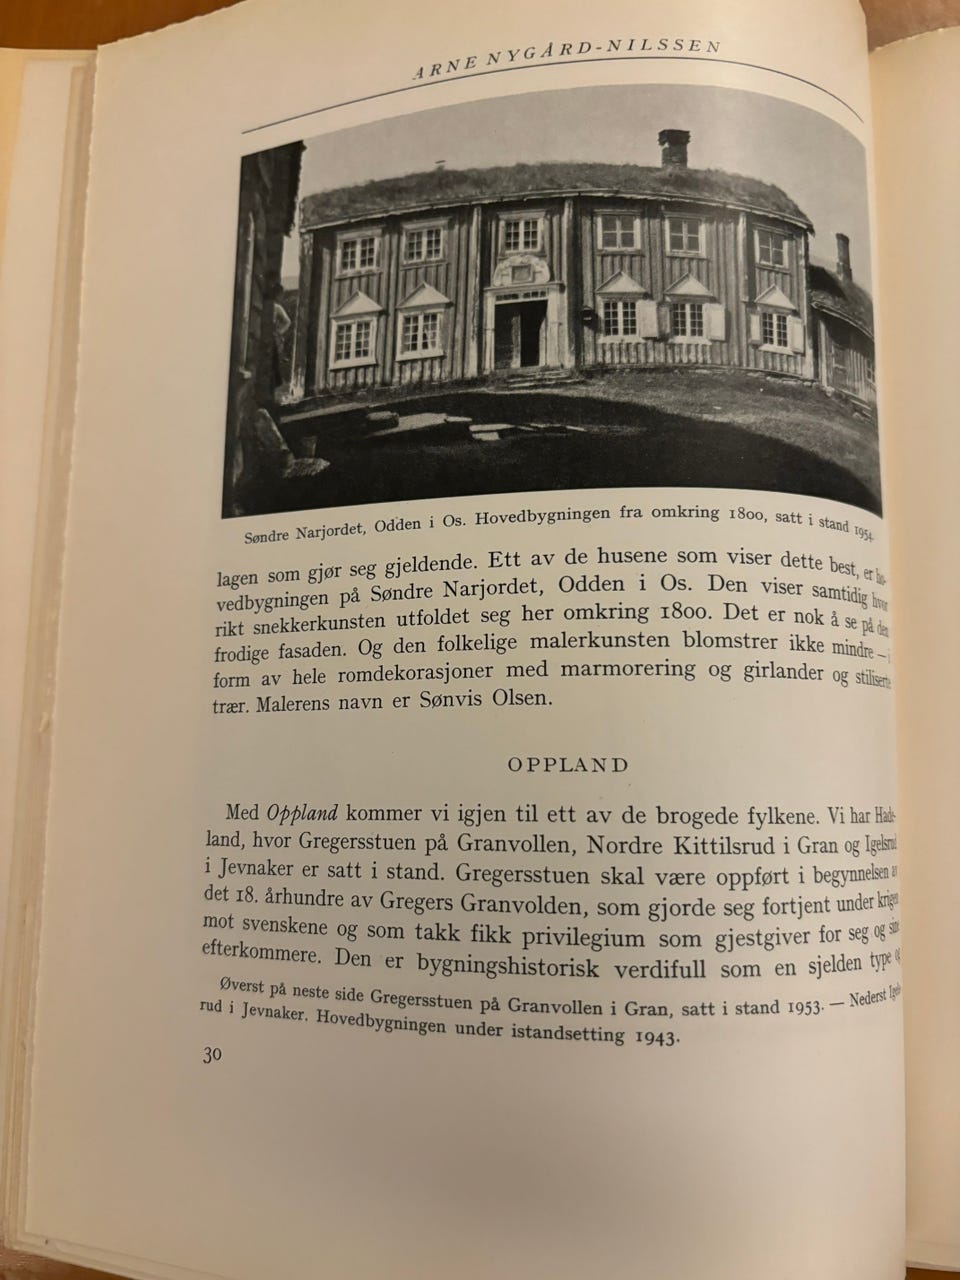 ARNE NYGÅRD-NILSSEN
Søndre Narjordet, Odden i Os. Hovedbygningen fra omkring 1800, satt i stand 1954.
lagen som gjør seg gjeldende. Ett av de husene som viser dette best, er ho-
vedbygningen på Søndre Narjordet, Odden i Os. Den viser samtidig hvor
rikt snekkerkunsten utfoldet seg her omkring 1800. Det er nok å se på den
frodige fasaden. Og den folkelige malerkunsten blomstrer ikke mindre — i
form av hele romdekorasjoner med marmorering og girlander og stiliserte
trær. Malerens navn er Sønvis Olsen.
OPPLAND
Med Oppland kommer vi igjen til ett av de brogede fylkene. Vi har Hade-
land, hvor Gregersstuen på Granvollen, Nordre Kittilsrud i Gran og Igelsrud
i Jevnaker er satt i stand. Gregersstuen skal være oppført i begynnelsen av
det 18. århundre av Gregers Granvolden, som gjorde seg fortjent under krigen
mot svenskene og som takk fikk privilegium som gjestgiver for seg og sine
efterkommere. Den er bygningshistorisk verdifull som en sjelden type og
Øverst på neste side Gregersstuen på Granvollen i Gran, satt i stand 1953. — Nederst Igels-
rud i Jevnaker. Hovedbygningen under istandsetting 1943.
30